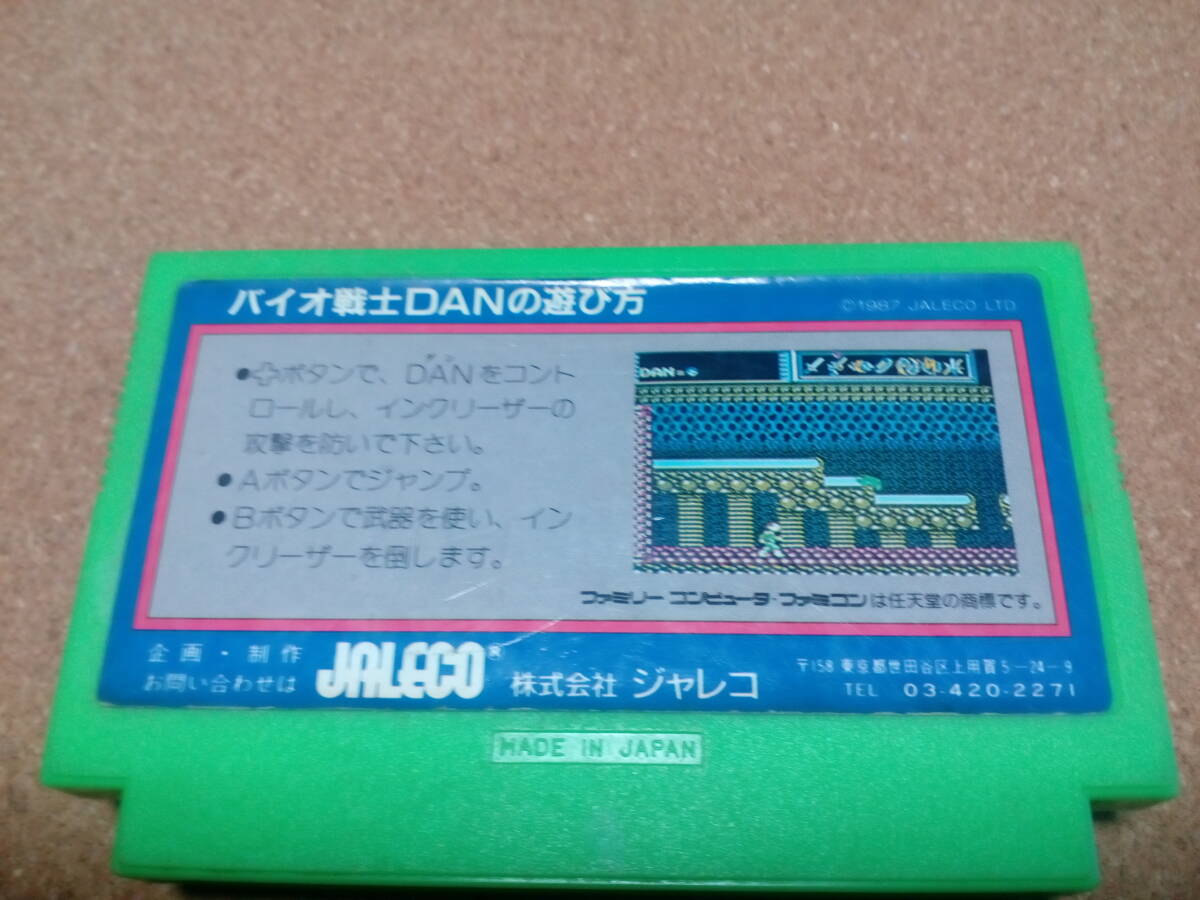 バイオ戦士DANの遊び方
©1987 JALECO LTD
●✚ボタンで、DANをコント
ダン
ロールし、インクリーザーの
攻撃を防いで下さい。
●Aボタンでジャンプ。
●Bボタンで武器を使い、イン
クリーザーを倒します。
DAN=
ファミリー コンピュータ・ファミコンは任天堂の商標です。
企画・制作
お問い合わせは
JALECO®
株式会社 ジャレコ
〒158 東京都世田谷区上用賀5-24-9
TEL 03-420-2271
MADE IN JAPAN